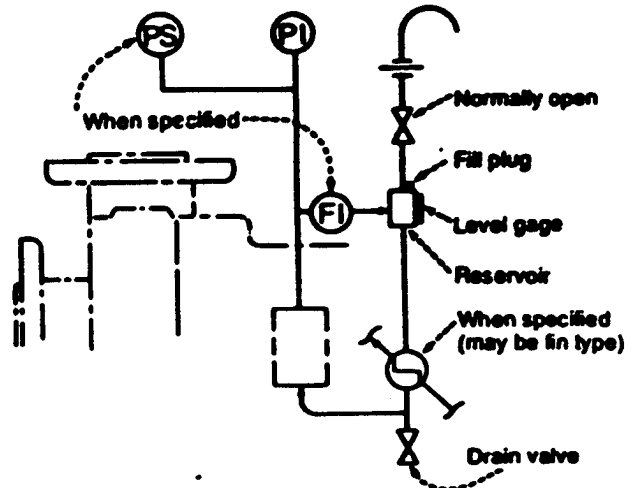 PS
PI
Normally open
When specified
Fill plug
FI
Level gage
Reservoir
When specified
(may be fin type)
Drain valve